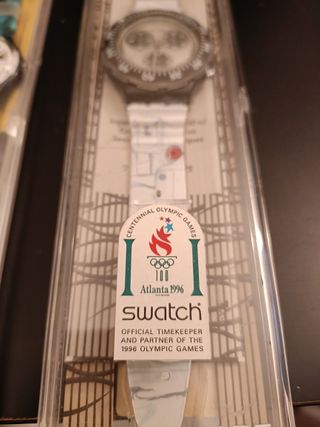 CENTENNIAL OLYMPIC GAMES
100
Atlanta 1996
swatch
OFFICIAL TIMEKEEPER
AND PARTNER OF THE
1996 OLYMPIC GAMES